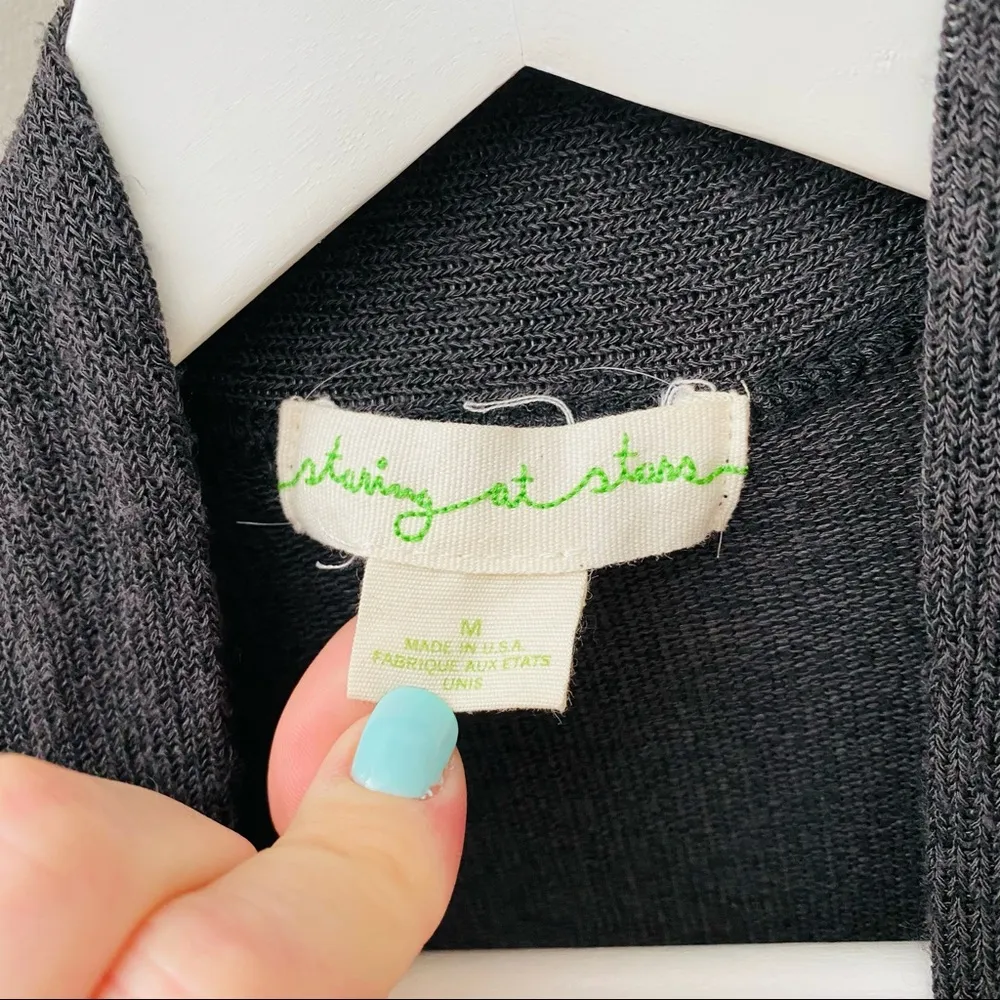 staring at stars
M
MADE IN U.S.A.
FABRIQUE AUX ETATS
UNIS